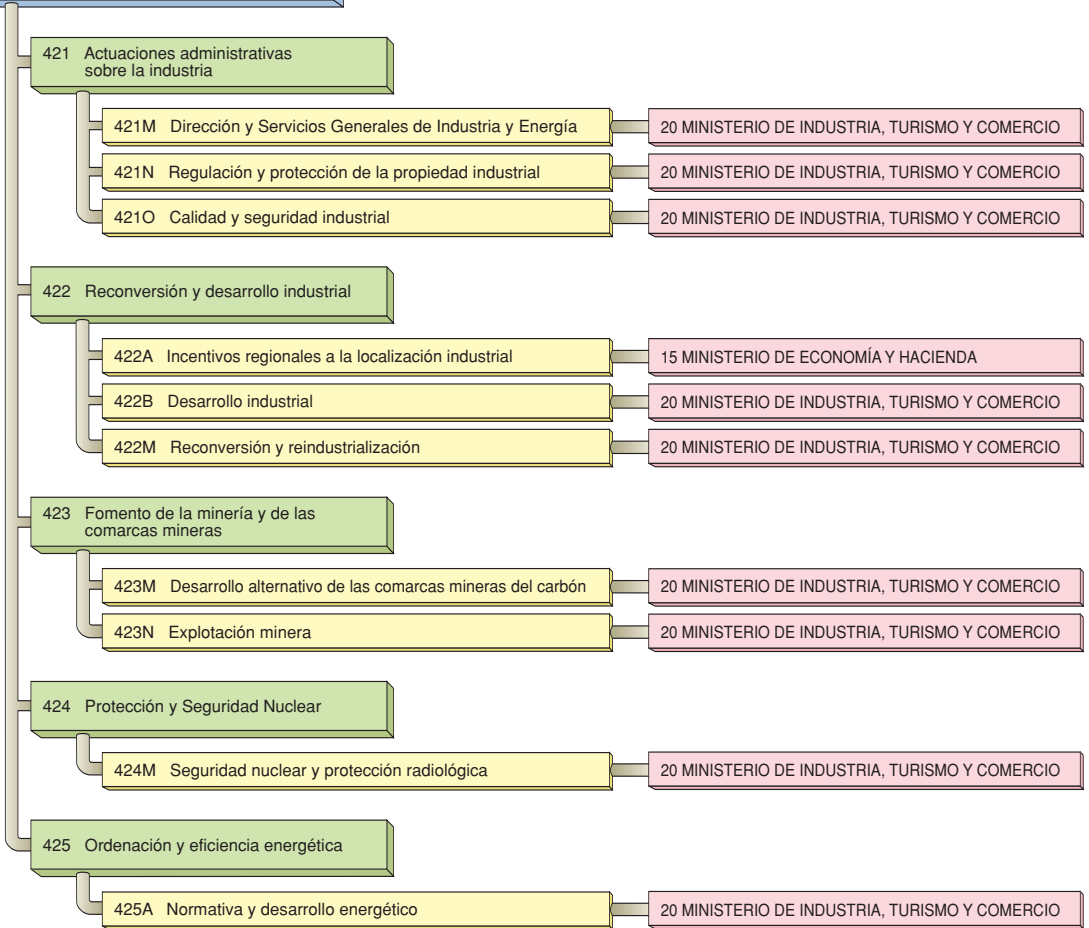 421 Actuaciones administrativas
sobre la industria
421M Dirección y Servicios Generales de Industria y Energía
20 MINISTERIO DE INDUSTRIA, TURISMO Y COMERCIO
421N Regulación y protección de la propiedad industrial
20 MINISTERIO DE INDUSTRIA, TURISMO Y COMERCIO
421O Calidad y seguridad industrial
20 MINISTERIO DE INDUSTRIA, TURISMO Y COMERCIO
422 Reconversión y desarrollo industrial
422A Incentivos regionales a la localización industrial
15 MINISTERIO DE ECONOMÍA Y HACIENDA
422B Desarrollo industrial
20 MINISTERIO DE INDUSTRIA, TURISMO Y COMERCIO
422M Reconversión y reindustrialización
20 MINISTERIO DE INDUSTRIA, TURISMO Y COMERCIO
423 Fomento de la minería y de las
comarcas mineras
423M Desarrollo alternativo de las comarcas mineras del carbón
20 MINISTERIO DE INDUSTRIA, TURISMO Y COMERCIO
423N Explotación minera
20 MINISTERIO DE INDUSTRIA, TURISMO Y COMERCIO
424 Protección y Seguridad Nuclear
424M Seguridad nuclear y protección radiológica
20 MINISTERIO DE INDUSTRIA, TURISMO Y COMERCIO
425 Ordenación y eficiencia energética
425A Normativa y desarrollo energético
20 MINISTERIO DE INDUSTRIA, TURISMO Y COMERCIO